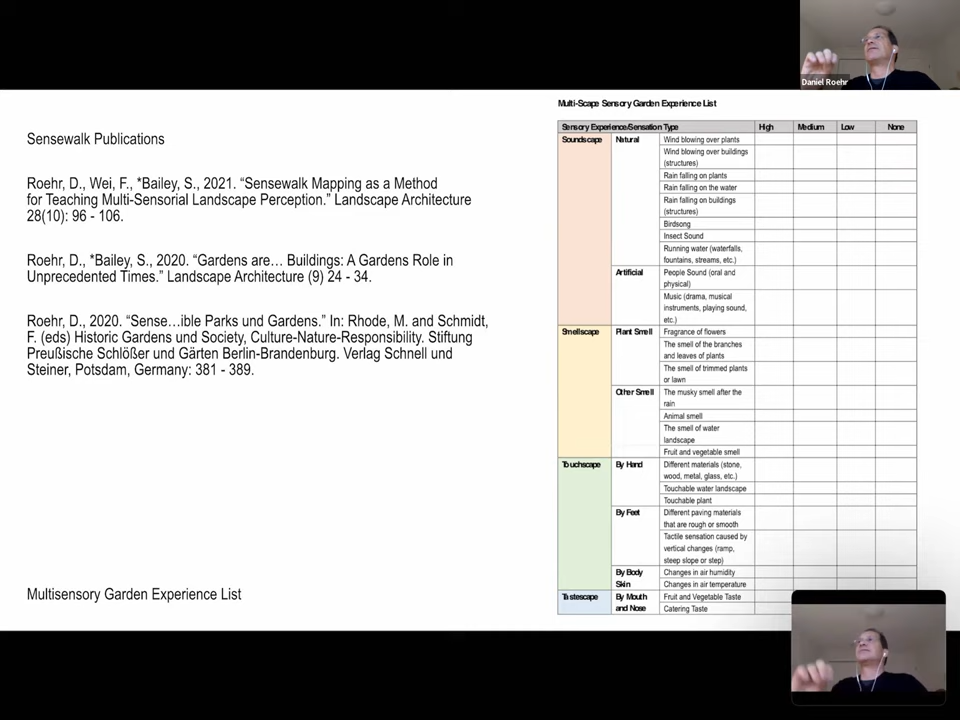 Daniel Roehr
Sensewalk Publications
Roehr, D., Wei, F., *Bailey, S., 2021. “Sensewalk Mapping as a Method
for Teaching Multi-Sensorial Landscape Perception.” Landscape Architecture
28(10): 96 - 106.
Roehr, D., *Bailey, S., 2020. “Gardens are… Buildings: A Gardens Role in
Unprecedented Times.” Landscape Architecture (9) 24 - 34.
Roehr, D., 2020. “Sense…ible Parks und Gardens.” In: Rhode, M. and Schmidt,
F. (eds) Historic Gardens und Society, Culture-Nature-Responsibility. Stiftung
Preußische Schlößer und Gärten Berlin-Brandenburg. Verlag Schnell und
Steiner, Potsdam, Germany: 381 - 389.
Multisensory Garden Experience List
Multi-Scape Sensory Garden Experience List
Sensory Experience/Sensation Type High Medium Low None
Soundscape Natural Wind blowing over plants
Wind blowing over buildings
(structures)
Rain falling on plants
Rain falling on the water
Rain falling on buildings
(structures)
Birdsong
Insect Sound
Running water (waterfalls,
fountains, streams, etc.)
Artificial People Sound (oral and
physical)
Music (drama, musical
instruments, playing sound,
etc.)
Smellscape Plant Smell Fragrance of flowers
The smell of the branches
and leaves of plants
The smell of trimmed plants
or lawn
Other Smell The musky smell after the
rain
Animal smell
The smell of water
landscape
Fruit and vegetable smell
Touchscape By Hand Different materials (stone,
wood, metal, glass, etc.)
Touchable water landscape
Touchable plant
By Feet Different paving materials
that are rough or smooth
Tactile sensation caused by
vertical changes (ramp,
steep slope or step)
By Body Changes in air humidity
Skin Changes in air temperature
Tastescape By Mouth Fruit and Vegetable Taste
and Nose Catering Taste